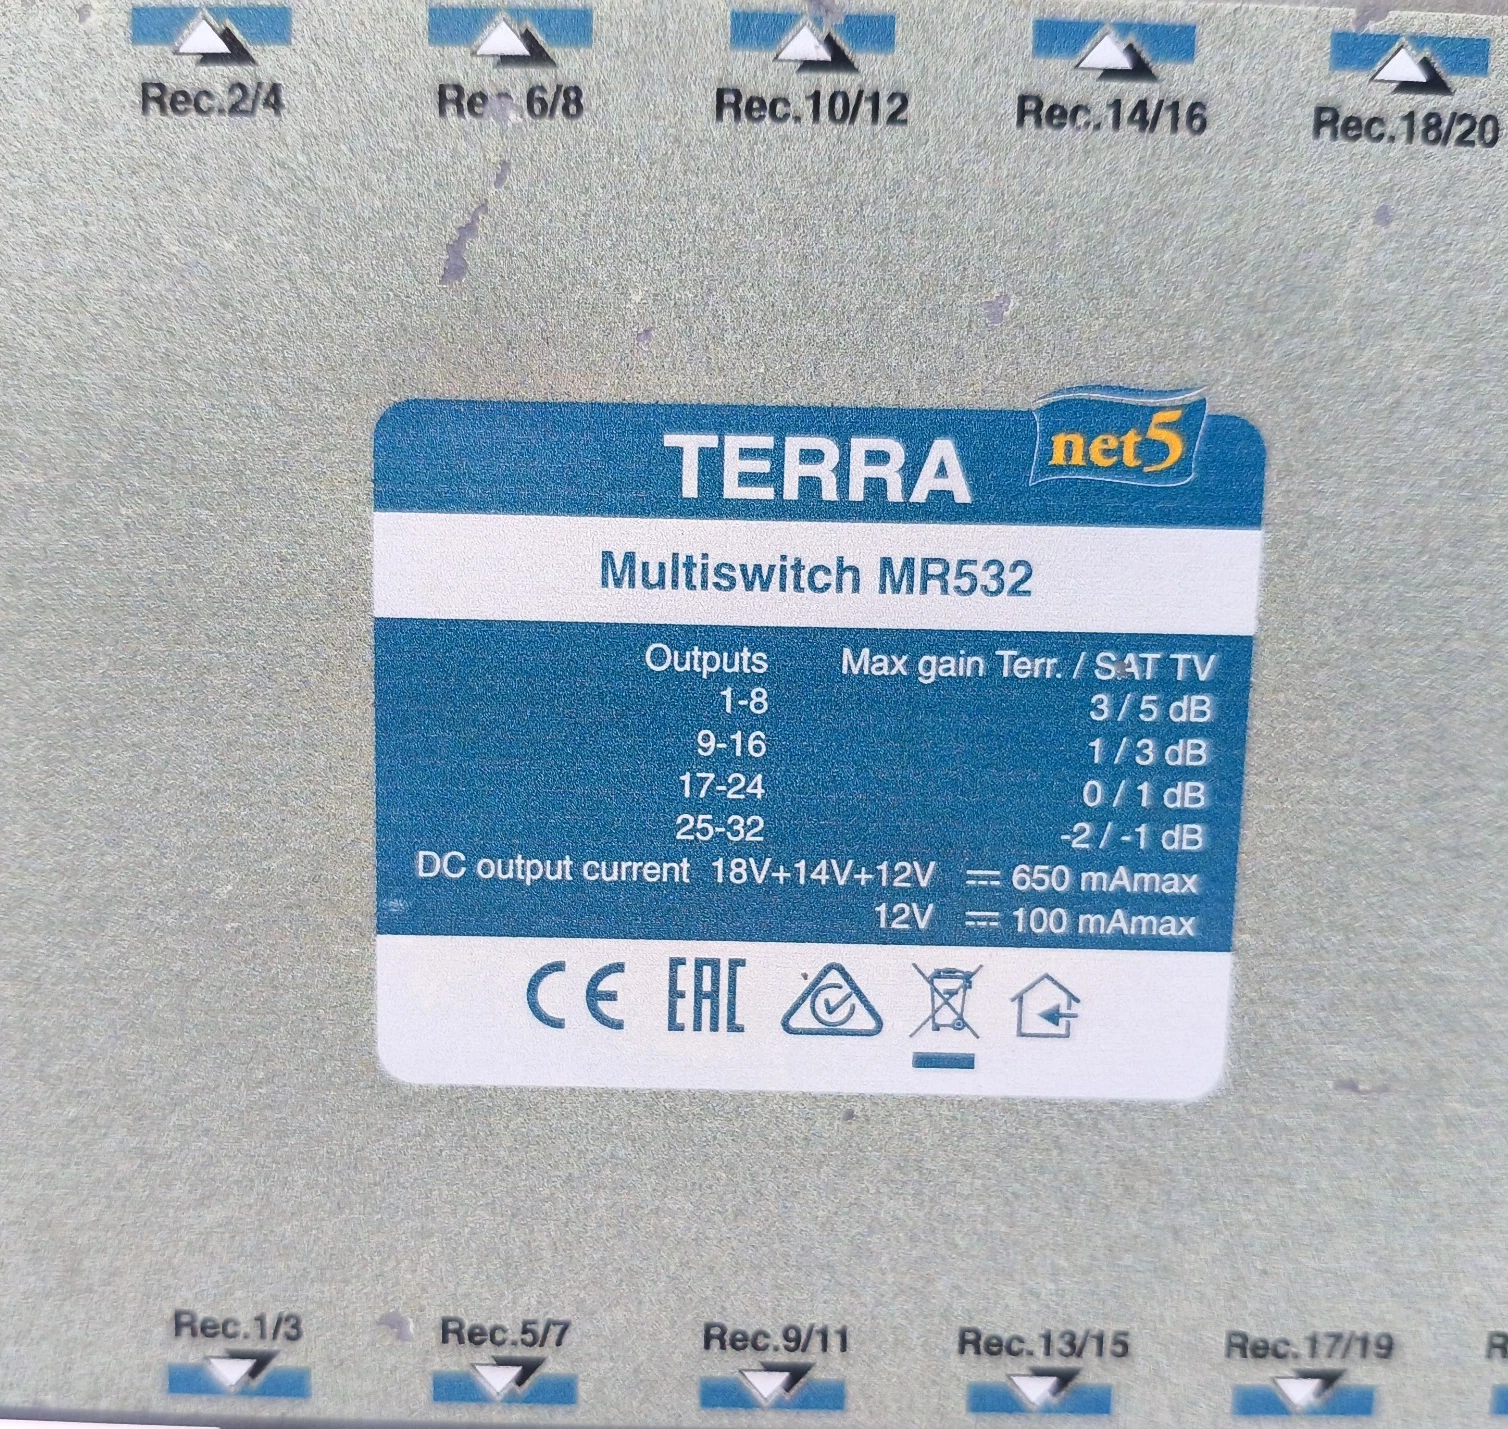 Rec.2/4 Rec.6/8 Rec.10/12 Rec.14/16 Rec.18/20
TERRA net5
Multiswitch MR532
Outputs Max gain Terr. / SAT TV
1-8 3 / 5 dB
9-16 1 / 3 dB
17-24 0 / 1 dB
25-32 -2 / -1 dB
DC output current 18V+14V+12V ⎓ 650 mAmax
12V ⎓ 100 mAmax
CE EAC
Rec.1/3 Rec.5/7 Rec.9/11 Rec.13/15 Rec.17/19